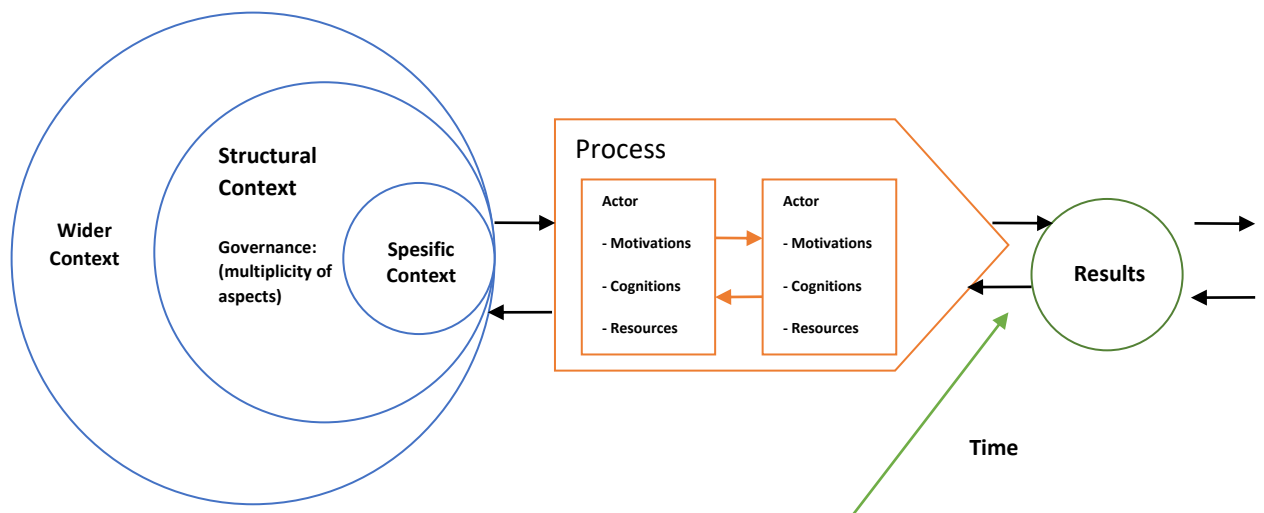 Wider
Context
Structural
Context
Governance:
(multiplicity of
aspects)
Spesific
Context
Process
Actor
- Motivations
- Cognitions
- Resources
Actor
- Motivations
- Cognitions
- Resources
Results
Time